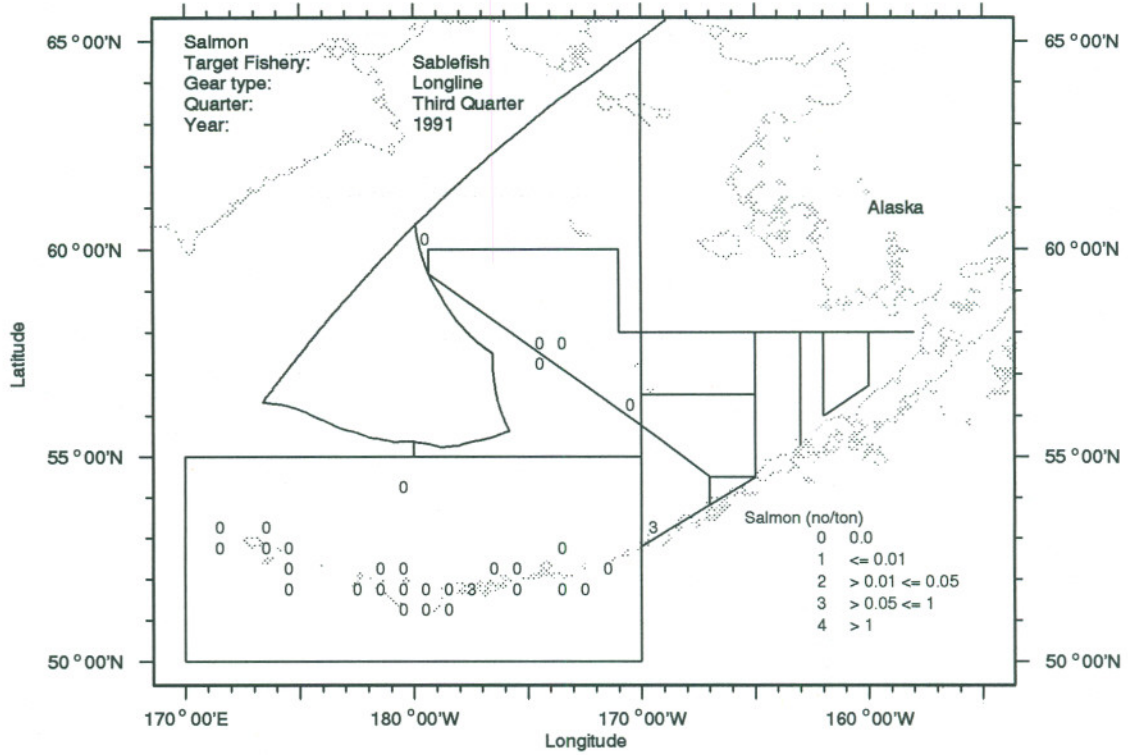 65°00'N 65°00'N
Salmon
Target Fishery: Sablefish
Gear type: Longline
Quarter: Third Quarter
Year: 1991
Alaska
0
60°00'N 60°00'N
0 0
0
Latitude
0
55°00'N 55°00'N
0
Salmon (no/ton)
0 0.0
1 <= 0.01
2 > 0.01 <= 0.05
3 > 0.05 <= 1
4 > 1
0 0 3
0 0 0 0
0 0 0 0 0 0
0 0 0 0 0 0 3 0 0 0
0 0 0
50°00'N 50°00'N
170°00'E 180°00'W 170°00'W 160°00'W
Longitude